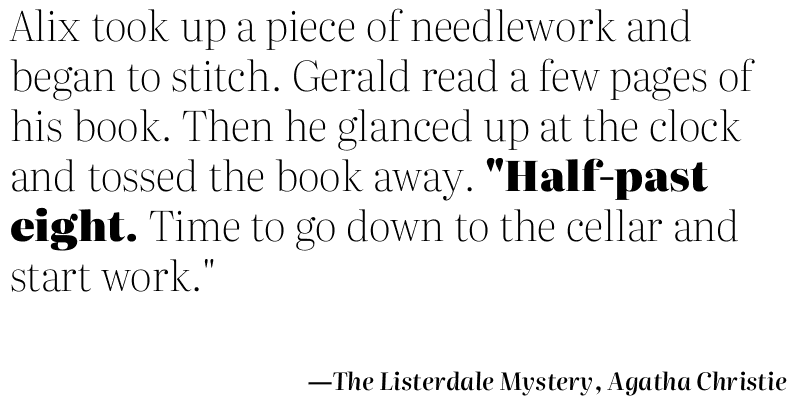 Alix took up a piece of needlework and
began to stitch. Gerald read a few pages of
his book. Then he glanced up at the clock
and tossed the book away. "Half-past
eight. Time to go down to the cellar and
start work."
—The Listerdale Mystery, Agatha Christie